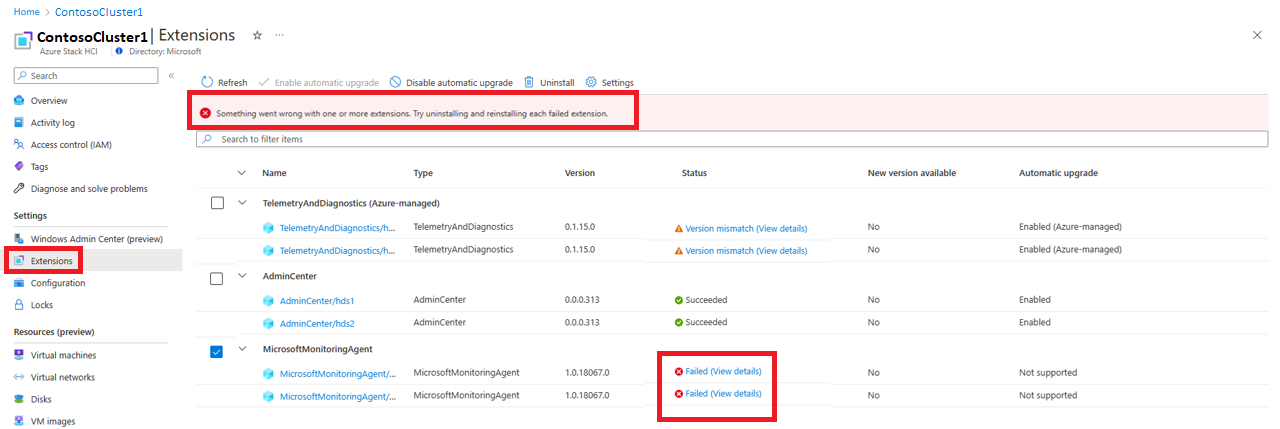 Home > ContosoCluster1
ContosoCluster1 | Extensions ☆ ...
Azure Stack HCI | Directory: Microsoft
Search «
Refresh Enable automatic upgrade Disable automatic upgrade Uninstall Settings
Overview
Activity log
Access control (IAM)
Tags
Diagnose and solve problems
Settings
Windows Admin Center (preview)
Extensions
Configuration
Locks
Resources (preview)
Virtual machines
Virtual networks
Disks
VM images
Something went wrong with one or more extensions. Try uninstalling and reinstalling each failed extension.
Search to filter items
Name Type Version Status New version available Automatic upgrade
TelemetryAndDiagnostics (Azure-managed)
TelemetryAndDiagnostics/h... TelemetryAndDiagnostics 0.1.15.0 Version mismatch (View details) No Enabled (Azure-managed)
TelemetryAndDiagnostics/h... TelemetryAndDiagnostics 0.1.15.0 Version mismatch (View details) No Enabled (Azure-managed)
AdminCenter
AdminCenter/hds1 AdminCenter 0.0.0.313 Succeeded No Enabled
AdminCenter/hds2 AdminCenter 0.0.0.313 Succeeded No Enabled
MicrosoftMonitoringAgent
MicrosoftMonitoringAgent/... MicrosoftMonitoringAgent 1.0.18067.0 Failed (View details) No Not supported
MicrosoftMonitoringAgent/... MicrosoftMonitoringAgent 1.0.18067.0 Failed (View details) No Not supported